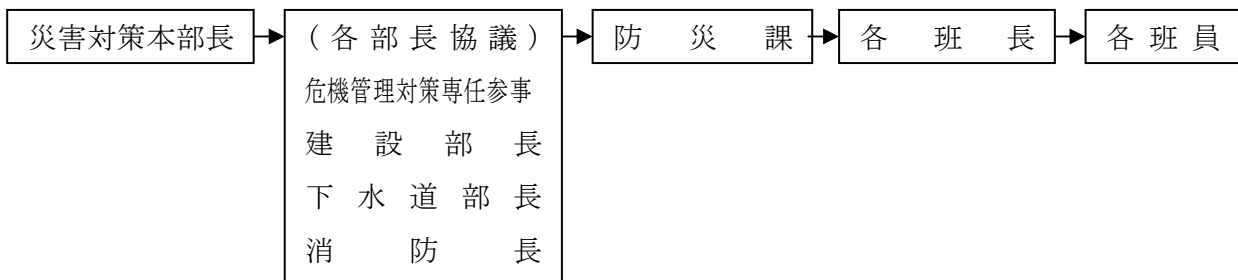 災害対策本部長
(各部長協議)
危機管理対策専任参事
建設部長
下水道部長
消防長
防災課
各班長
各班員